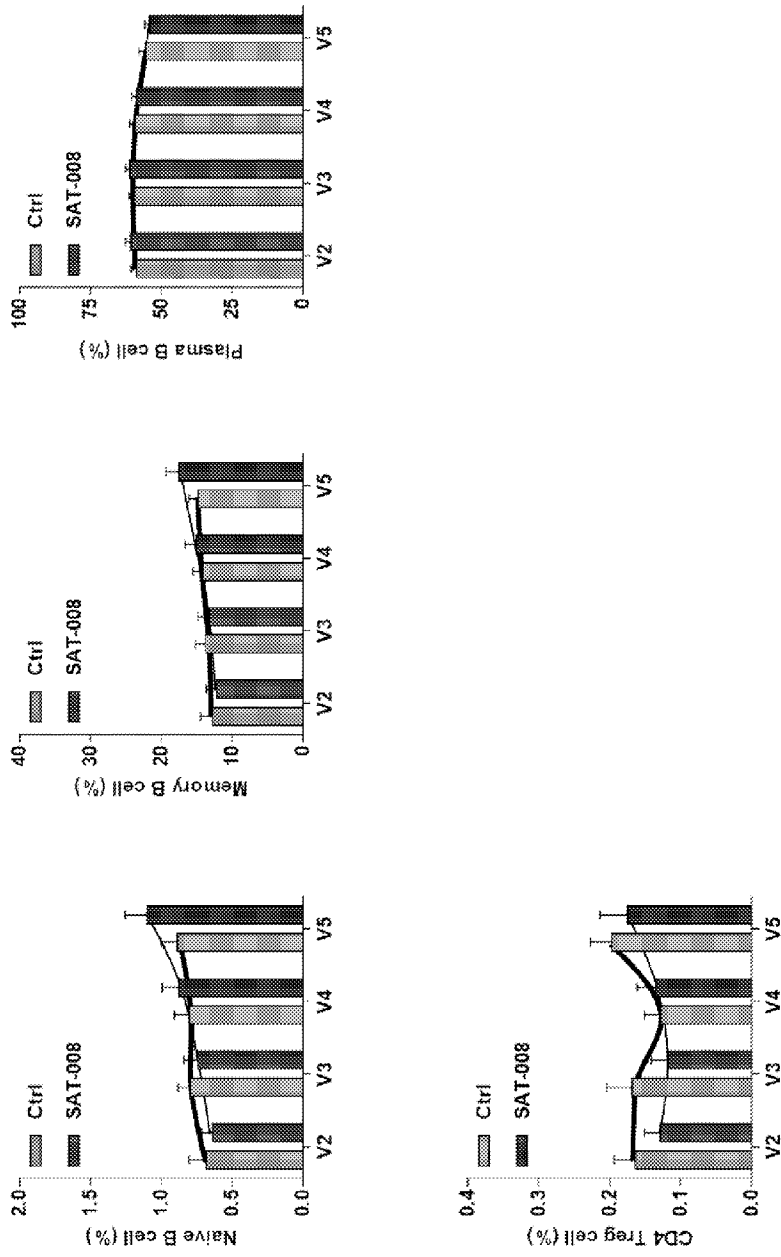 Naive B cell (%)
2.0
1.5
1.0
0.5
0.0
Ctrl
SAT-008
V2
V3
V4
V5
Memory B cell (%)
40
30
20
10
0
Ctrl
SAT-008
V2
V3
V4
V5
Plasma B cell (%)
100
75
50
25
0
Ctrl
SAT-008
V2
V3
V4
V5
CD4 Treg cell (%)
0.4
0.3
0.2
0.1
0.0
Ctrl
SAT-008
V2
V3
V4
V5